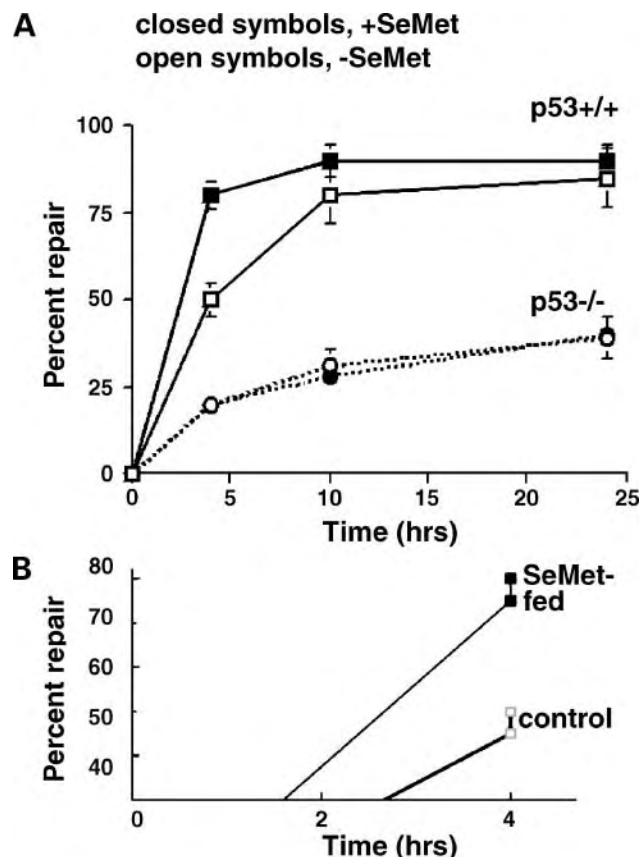 A
closed symbols, +SeMet
open symbols, -SeMet
p53+/+
100
75
50
25
0
Percent repair
p53-/-
0 5 10 15 20 25
Time (hrs)
B
80
70
60
50
40
Percent repair
SeMet-
fed
control
0 2 4
Time (hrs)